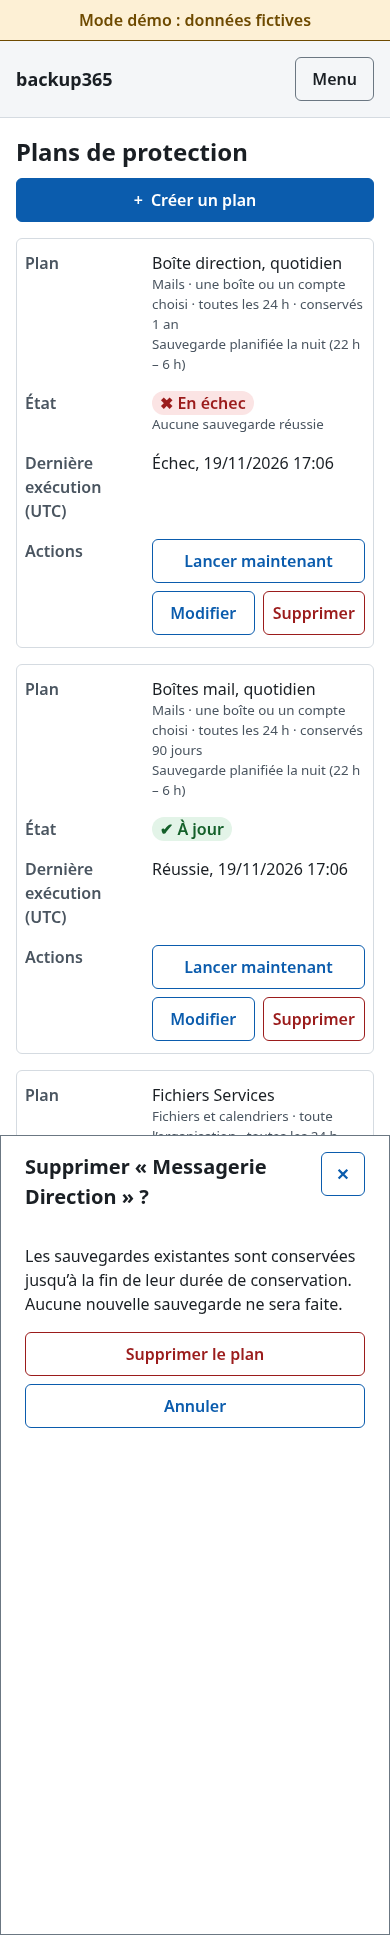 Mode démo : données fictives
backup365
Menu
Plans de protection
+ Créer un plan
Plan
Boîte direction, quotidien
Mails · une boîte ou un compte
choisi · toutes les 24 h · conservés
1 an
Sauvegarde planifiée la nuit (22 h
– 6 h)
État
✖ En échec
Aucune sauvegarde réussie
Dernière
exécution
(UTC)
Échec, 19/11/2026 17:06
Actions
Lancer maintenant
Modifier
Supprimer
Plan
Boîtes mail, quotidien
Mails · une boîte ou un compte
choisi · toutes les 24 h · conservés
90 jours
Sauvegarde planifiée la nuit (22 h
– 6 h)
État
✔ À jour
Dernière
exécution
(UTC)
Réussie, 19/11/2026 17:06
Actions
Lancer maintenant
Modifier
Supprimer
Plan
Fichiers Services
Fichiers et calendriers · toute
Supprimer « Messagerie
Direction » ?
×
Les sauvegardes existantes sont conservées
jusqu’à la fin de leur durée de conservation.
Aucune nouvelle sauvegarde ne sera faite.
Supprimer le plan
Annuler